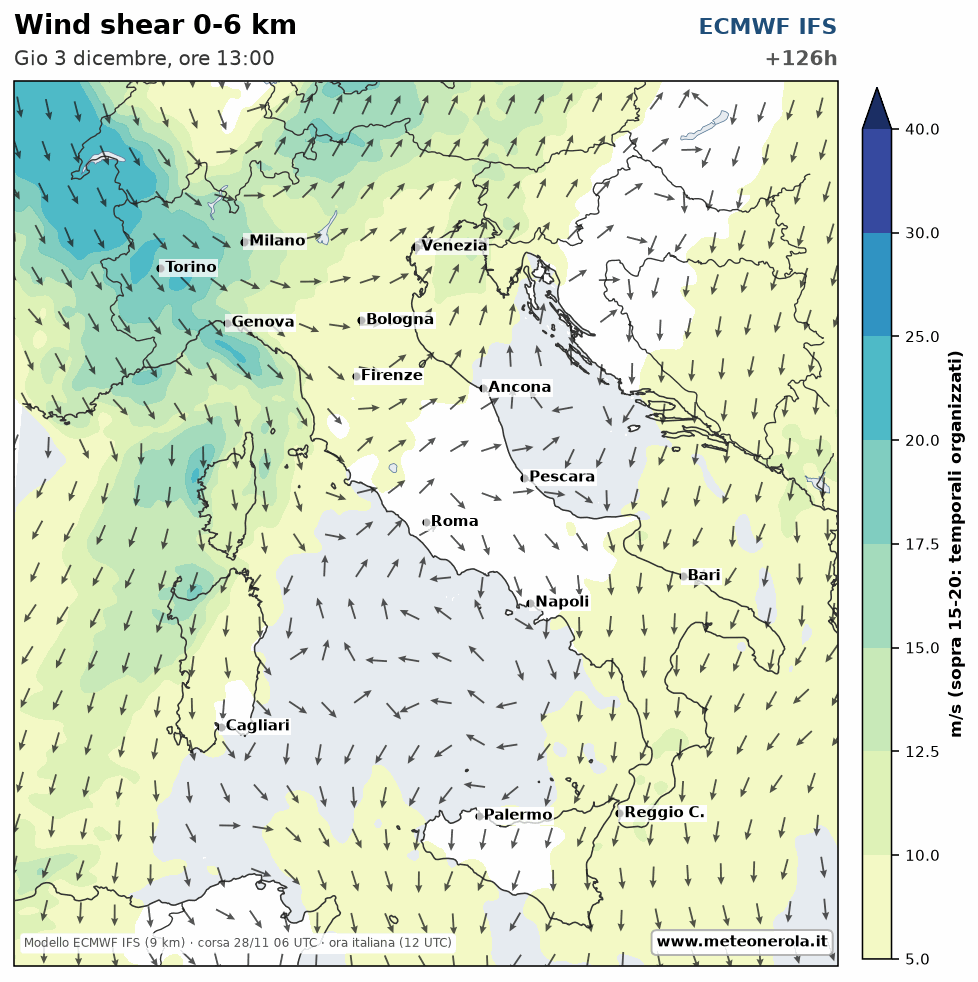 Wind shear 0-6 km
ECMWF IFS
Gio 3 dicembre, ore 13:00
+126h
40.0
30.0
25.0
20.0
17.5
15.0
12.5
10.0
5.0
m/s (sopra 15-20: temporali organizzati)
Milano
Venezia
Torino
Genova
Bologna
Firenze
Ancona
Pescara
Roma
Bari
Napoli
Cagliari
Palermo
Reggio C.
Modello ECMWF IFS (9 km) · corsa 28/11 06 UTC · ora italiana (12 UTC)
www.meteonerola.it